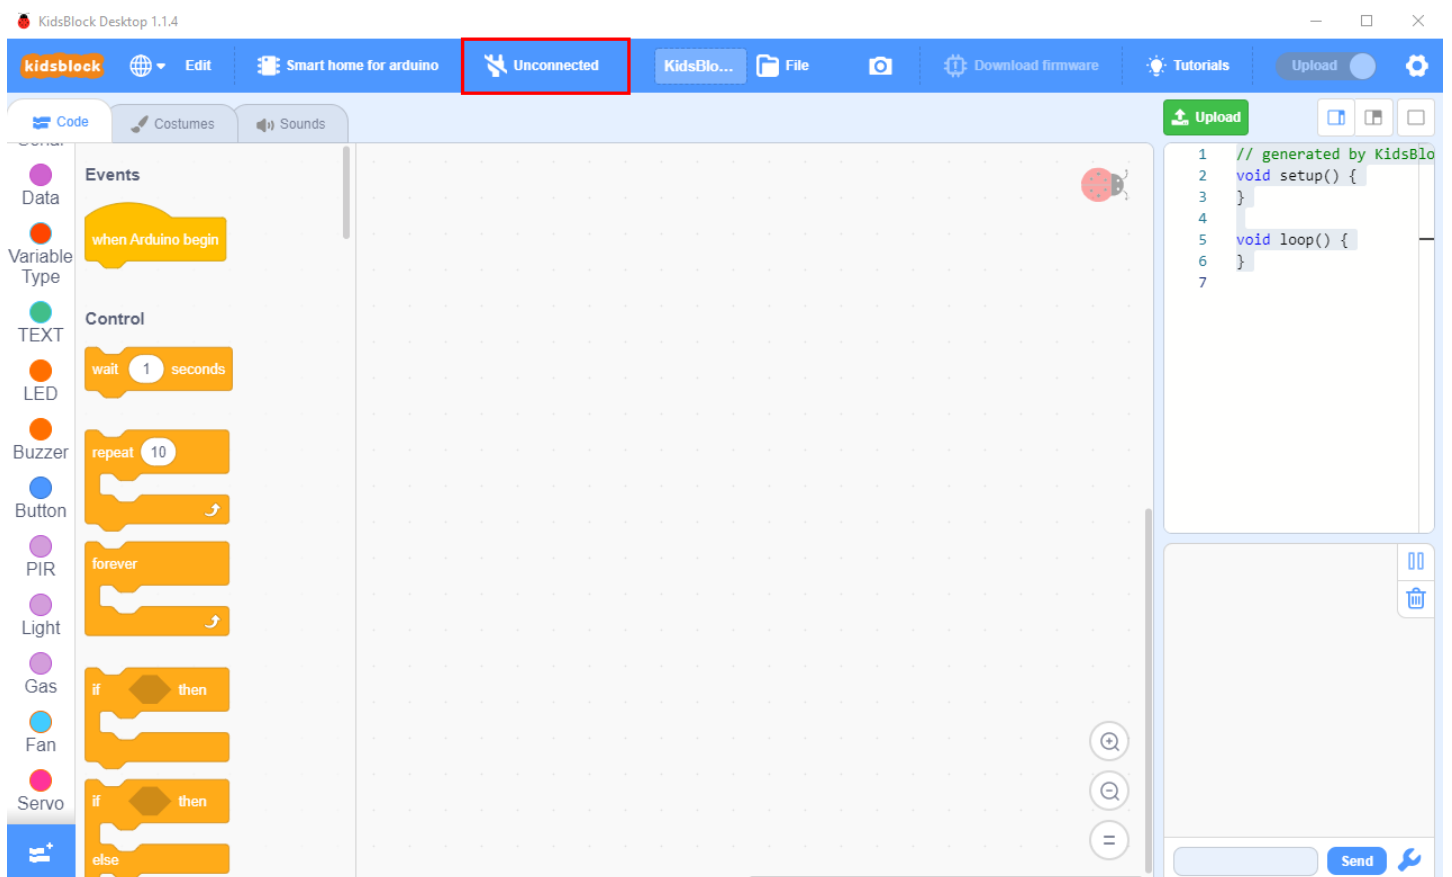 KidsBlock Desktop 1.1.4
kidsblock
Edit
Smart home for arduino
Unconnected
KidsBlo...
File
Download firmware
Tutorials
Upload
Code
Costumes
Sounds
Upload
Data
Variable
Type
TEXT
LED
Buzzer
Button
PIR
Light
Gas
Fan
Servo
Events
when Arduino begin
Control
wait 1 seconds
repeat 10
forever
if then
if then
else
1 // generated by KidsBlo
2 void setup() {
3 }
4
5 void loop() {
6 }
7
Send